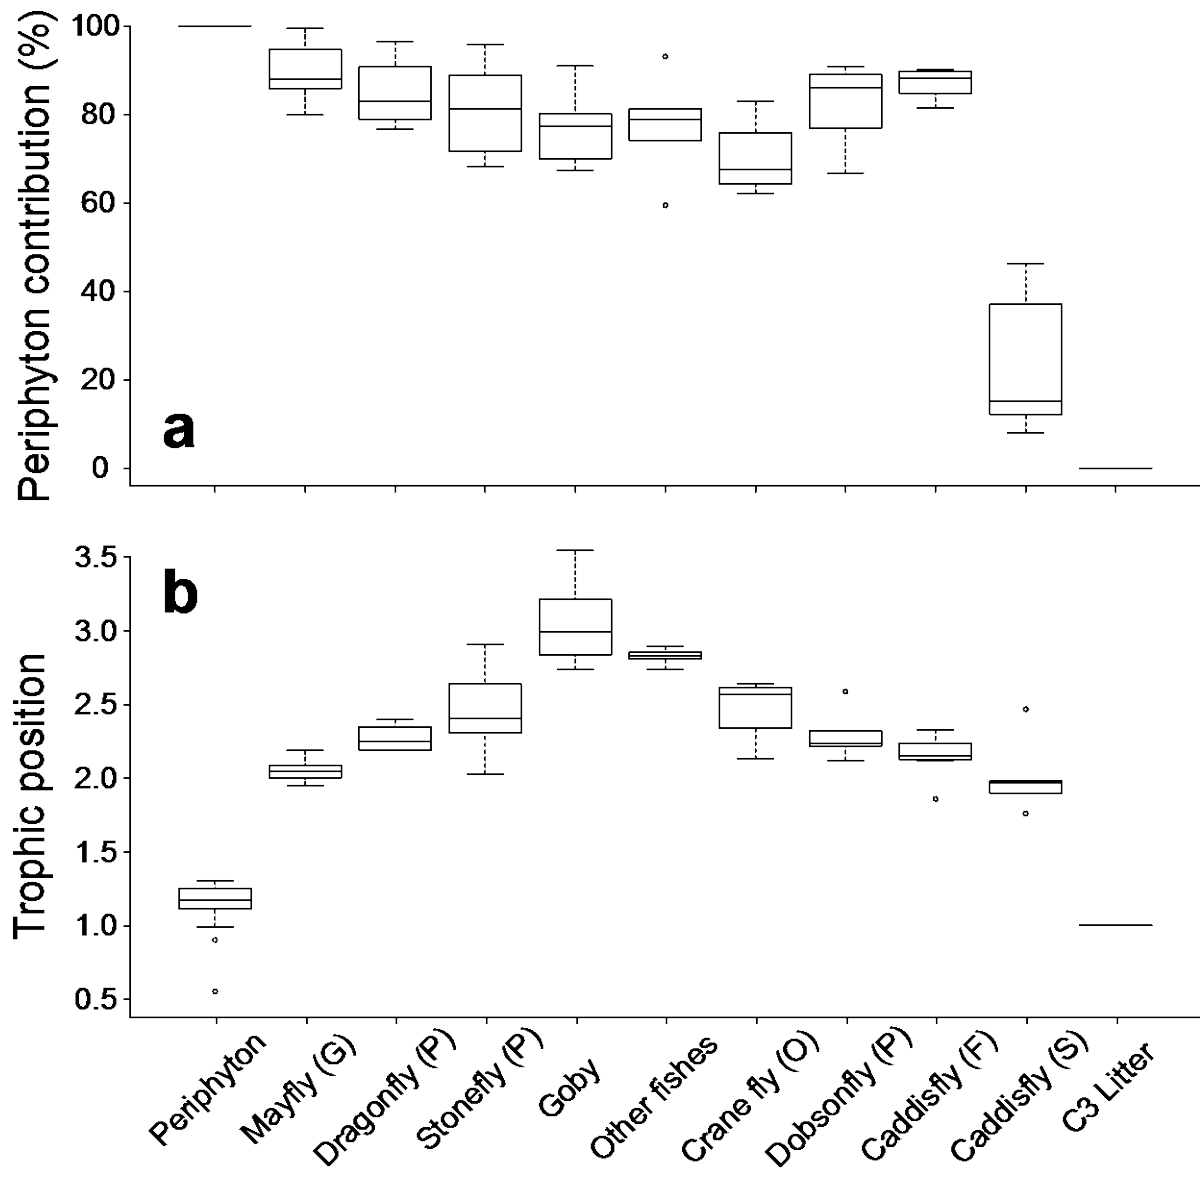 Periphyton contribution (%)
100
80
60
40
20
0
a
Trophic position
3.5
3.0
2.5
2.0
1.5
1.0
0.5
b
Periphyton
Mayfly (G)
Dragonfly (P)
Stonefly (P)
Goby
Other fishes
Crane fly (O)
Dobsonfly (P)
Caddisfly (F)
Caddisfly (S)
C3 Litter